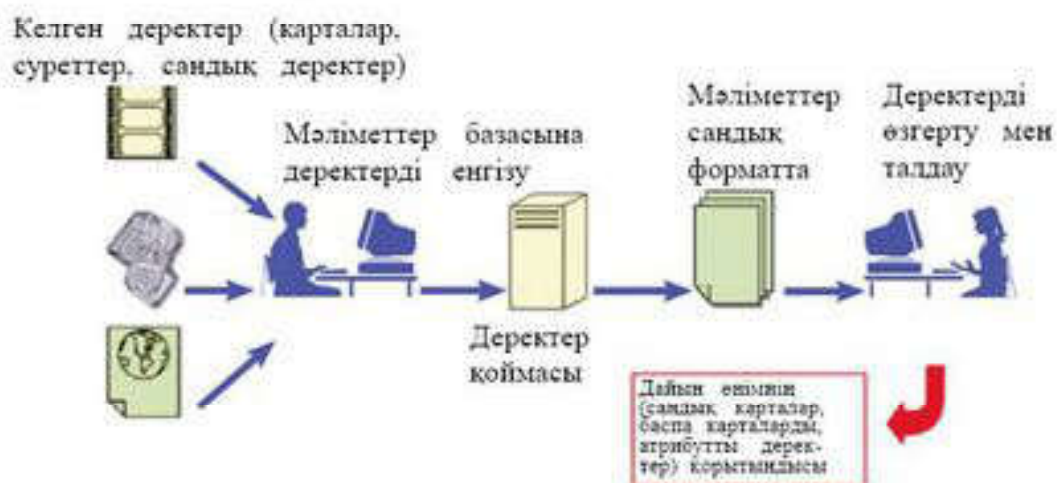 Келген деректер (карталар,
суреттер, сандық деректер)
Мәліметтер базасына
деректерді енгізу
Деректер
қоймасы
Мәліметтер
сандық
форматта
Деректерді
өзгерту мен
талдау
Дайын өнімнің
(сандық карталар,
баспа карталарды,
атрибутты дерек-
тер) қорытындысы